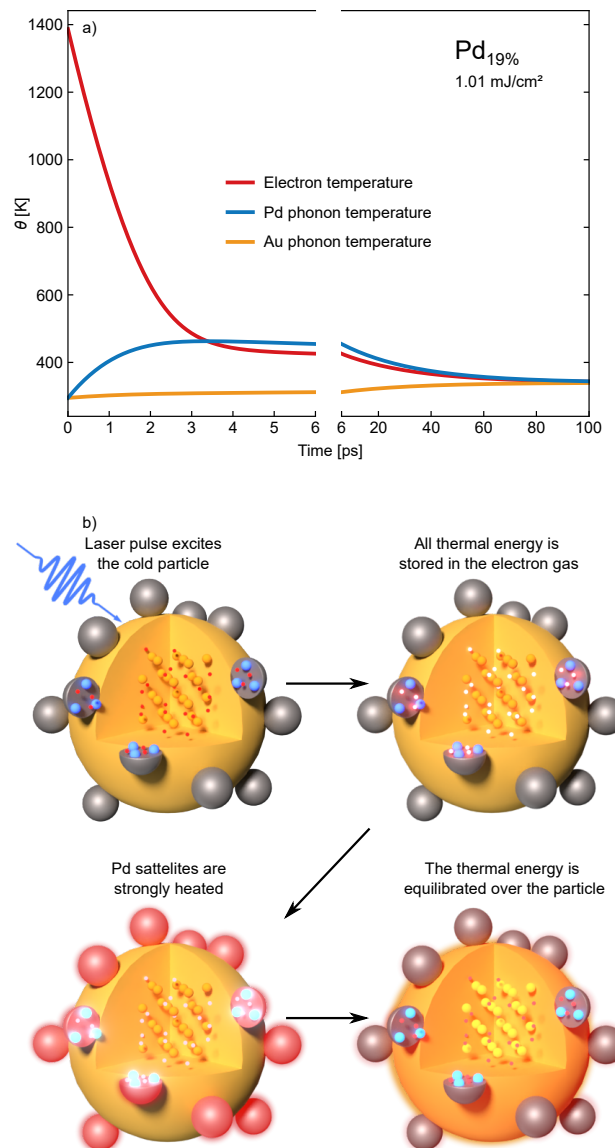 1400
a)
Pd19%
1.01 mJ/cm²
1200
1000
Electron temperature
Pd phonon temperature
Au phonon temperature
θ [K]
800
600
400
0 1 2 3 4 5 6 6 20 40 60 80 100
Time [ps]
b)
Laser pulse excites
the cold particle
All thermal energy is
stored in the electron gas
Pd sattelites are
strongly heated
The thermal energy is
equilibrated over the particle